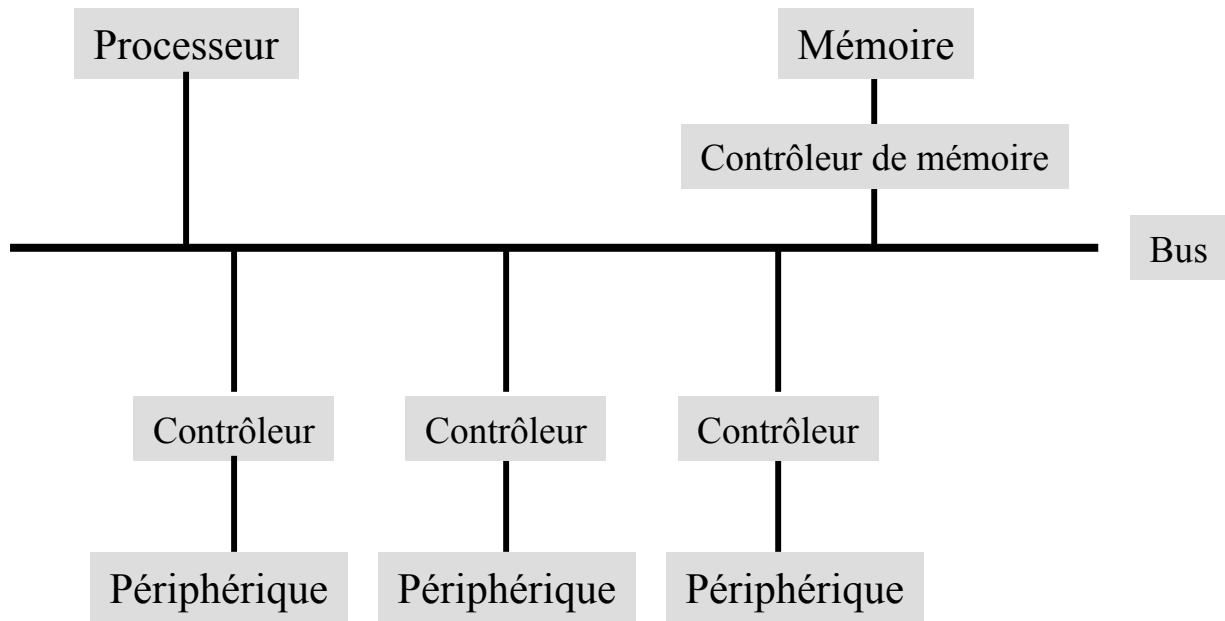 Processeur
Mémoire
Contrôleur de mémoire
Bus
Contrôleur
Contrôleur
Contrôleur
Périphérique
Périphérique
Périphérique